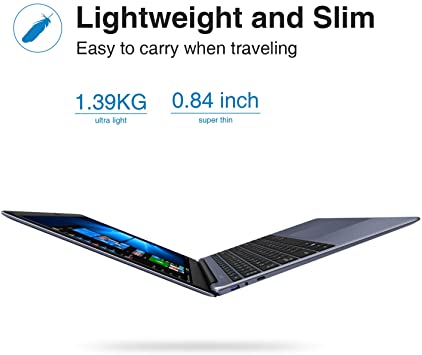 Lightweight and Slim
Easy to carry when traveling
1.39KG 0.84 inch
ultra light super thin